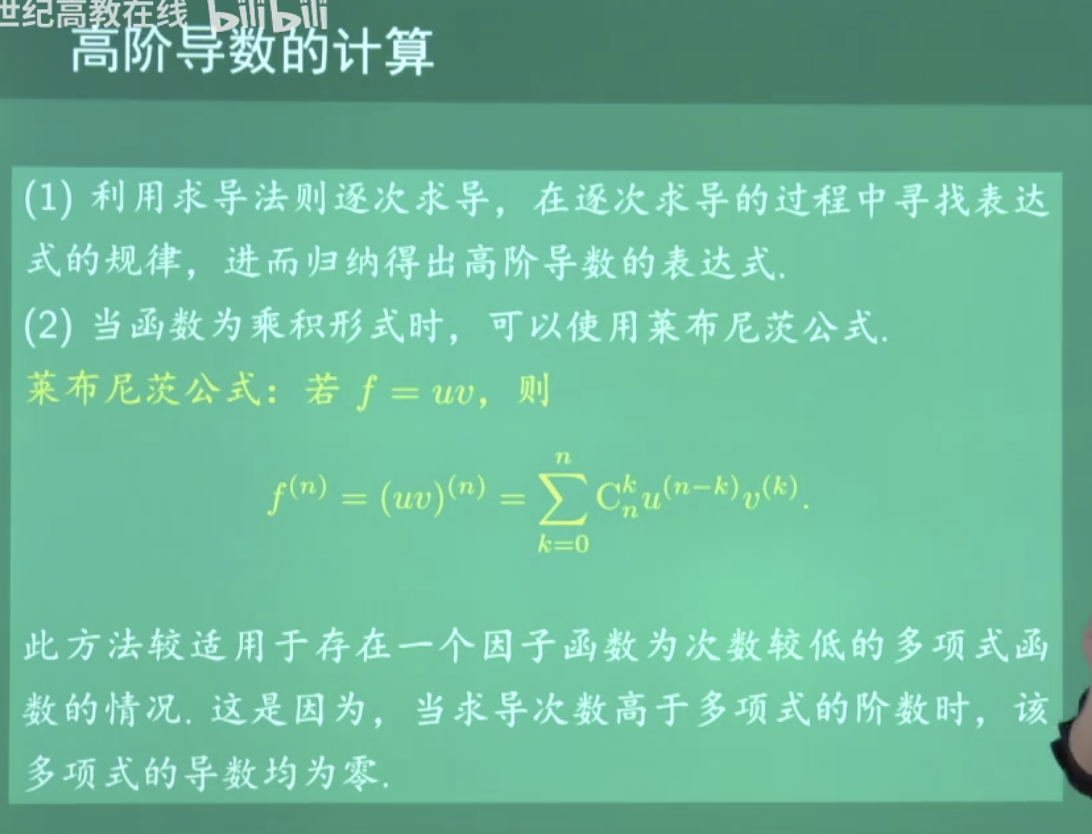 世纪高教在线 bilibili
高阶导数的计算
(1) 利用求导法则逐次求导，在逐次求导的过程中寻找表达
式的规律，进而归纳得出高阶导数的表达式.
(2) 当函数为乘积形式时，可以使用莱布尼茨公式.
莱布尼茨公式：若 f = uv，则
f^{(n)} = (uv)^{(n)} = \sum_{k=0}^{n} C_n^k u^{(n-k)} v^{(k)}.
此方法较适用于存在一个因子函数为次数较低的多项式函
数的情况. 这是因为，当求导次数高于多项式的阶数时，该
多项式的导数均为零.